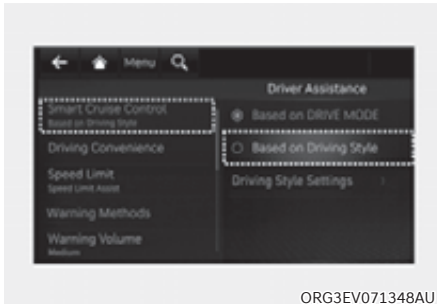 Menu
Driver Assistance
Smart Cruise Control
Based on Driving Style
Driving Convenience
Speed Limit
Speed Limit Assist
Warning Methods
Warning Volume
Medium
Based on DRIVE MODE
Based on Driving Style
Driving Style Settings
ORG3EV071348AU